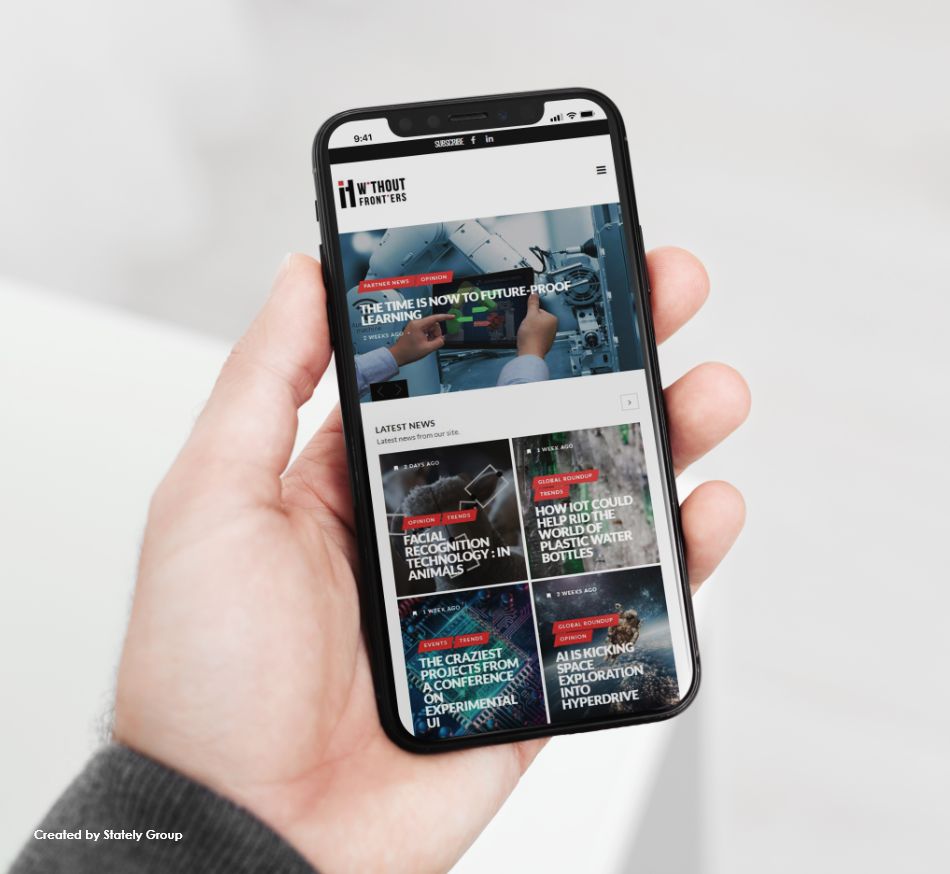 9:41
SUBSCRIBE f in
W THOUT
FRONT ERS
PARTNER NEWS OPINION
THE TIME IS NOW TO FUTURE-PROOF
LEARNING
2 WEEKS AGO
LATEST NEWS
Latest news from our site.
2 DAYS AGO
OPINION TRENDS
FACIAL
RECOGNITION
TECHNOLOGY : IN
ANIMALS
1 WEEK AGO
GLOBAL ROUNDUP
TRENDS
HOW IOT COULD
HELP RID THE
WORLD OF
PLASTIC WATER
BOTTLES
1 WEEK AGO
EVENTS TRENDS
THE CRAZIEST
PROJECTS FROM
A CONFERENCE
ON
EXPERIMENTAL
UI
2 WEEKS AGO
GLOBAL ROUNDUP
OPINION
AI IS KICKING
SPACE
EXPLORATION
INTO
HYPERDRIVE
Created by Stately Group